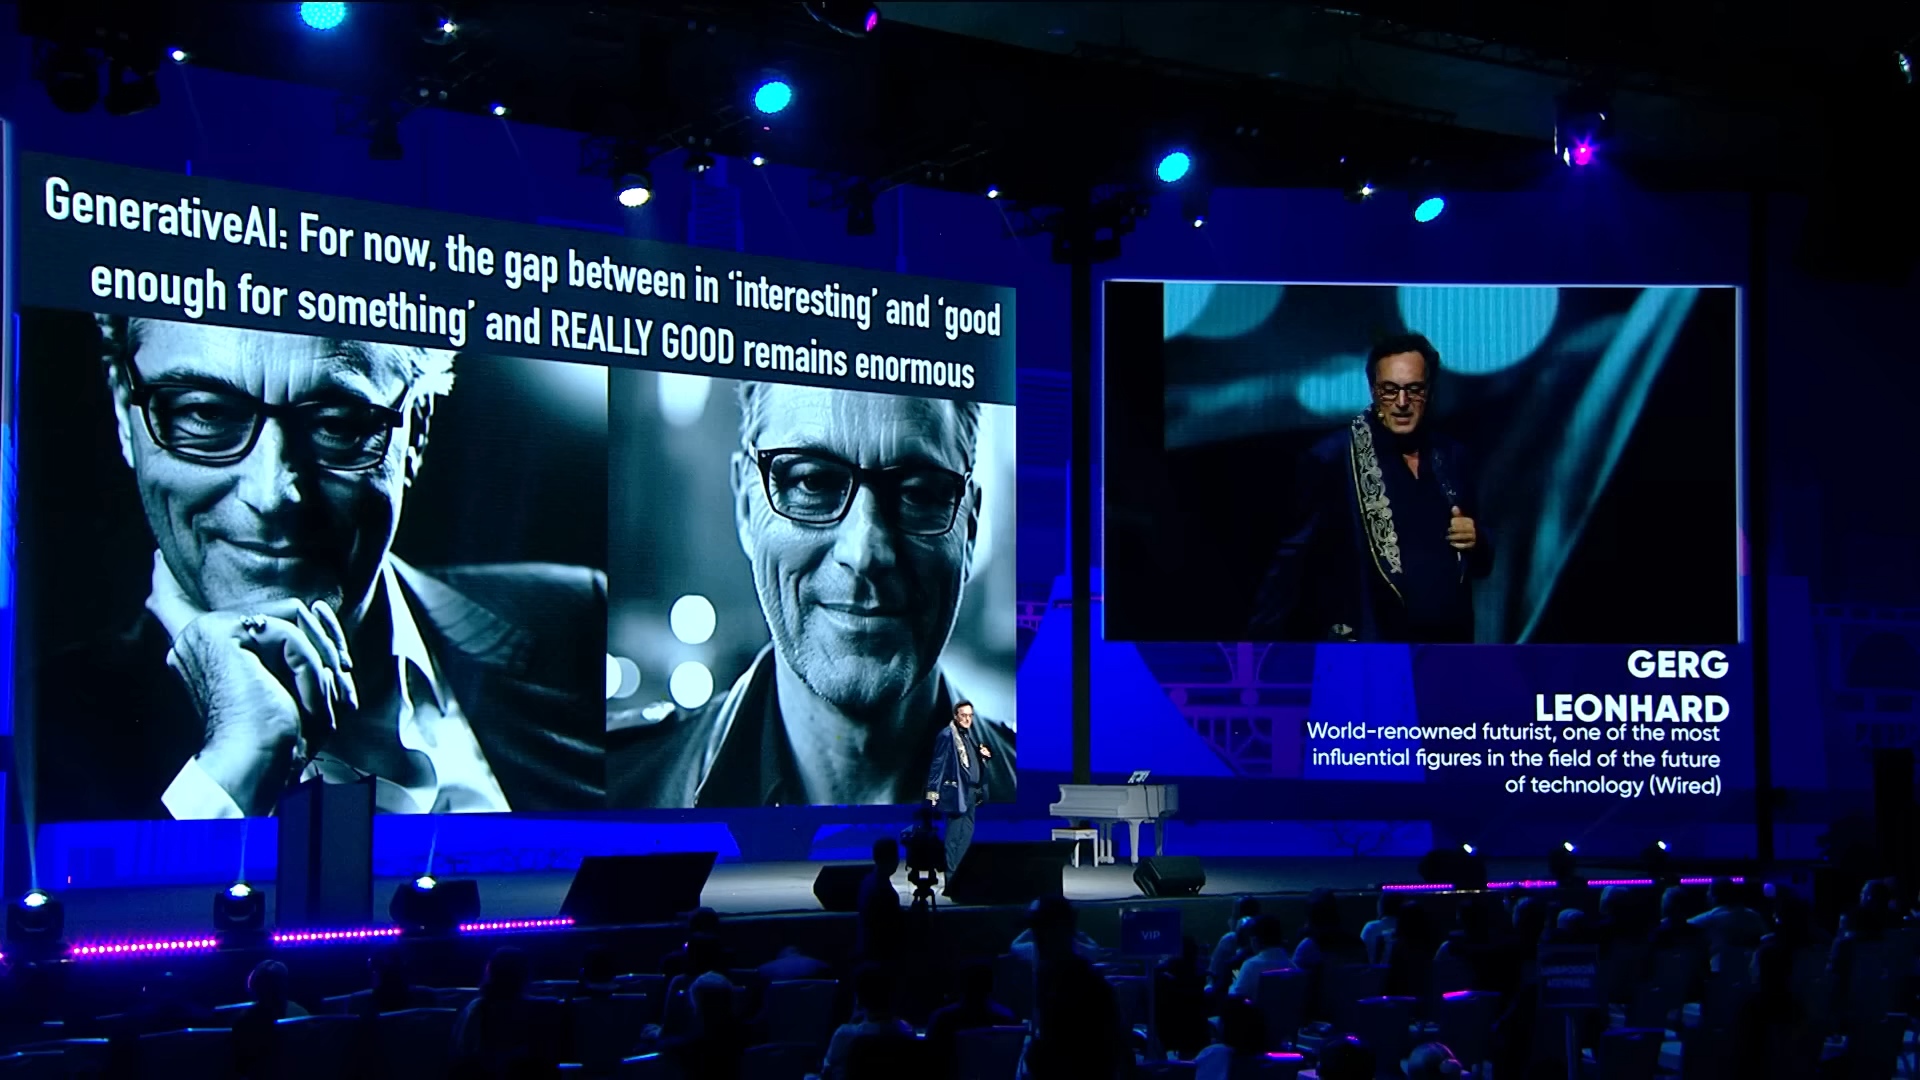 GenerativeAI: For now, the gap between in ‘interesting’ and ‘good
enough for something’ and REALLY GOOD remains enormous
GERG
LEONHARD
World-renowned futurist, one of the most
influential figures in the field of the future
of technology (Wired)
VIP